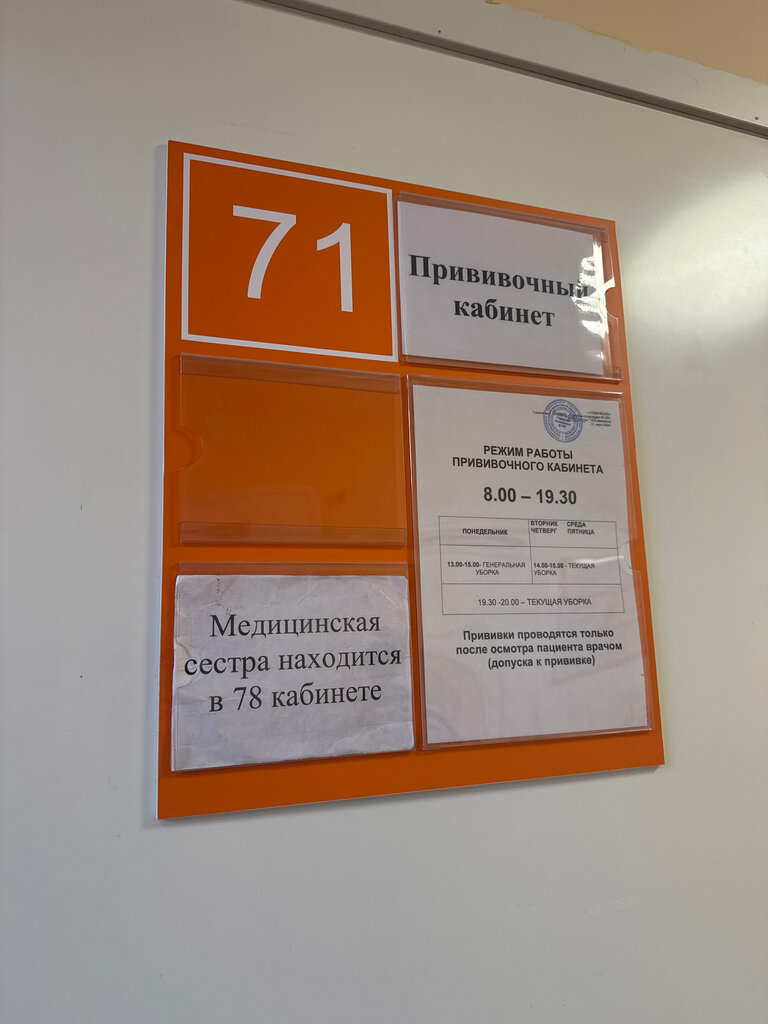 71
Прививочный
кабинет
РЕЖИМ РАБОТЫ
ПРИВИВОЧНОГО КАБИНЕТА
8.00 – 19.30
ПОНЕДЕЛЬНИК
ВТОРНИК СРЕДА
ЧЕТВЕРГ ПЯТНИЦА
13.00-15.00- ГЕНЕРАЛЬНАЯ
УБОРКА
14.00-15.00 - ТЕКУЩАЯ
УБОРКА
19.30 -20.00 – ТЕКУЩАЯ УБОРКА
Прививки проводятся только
после осмотра пациента врачом
(допуска к прививке)
Медицинская
сестра находится
в 78 кабинете